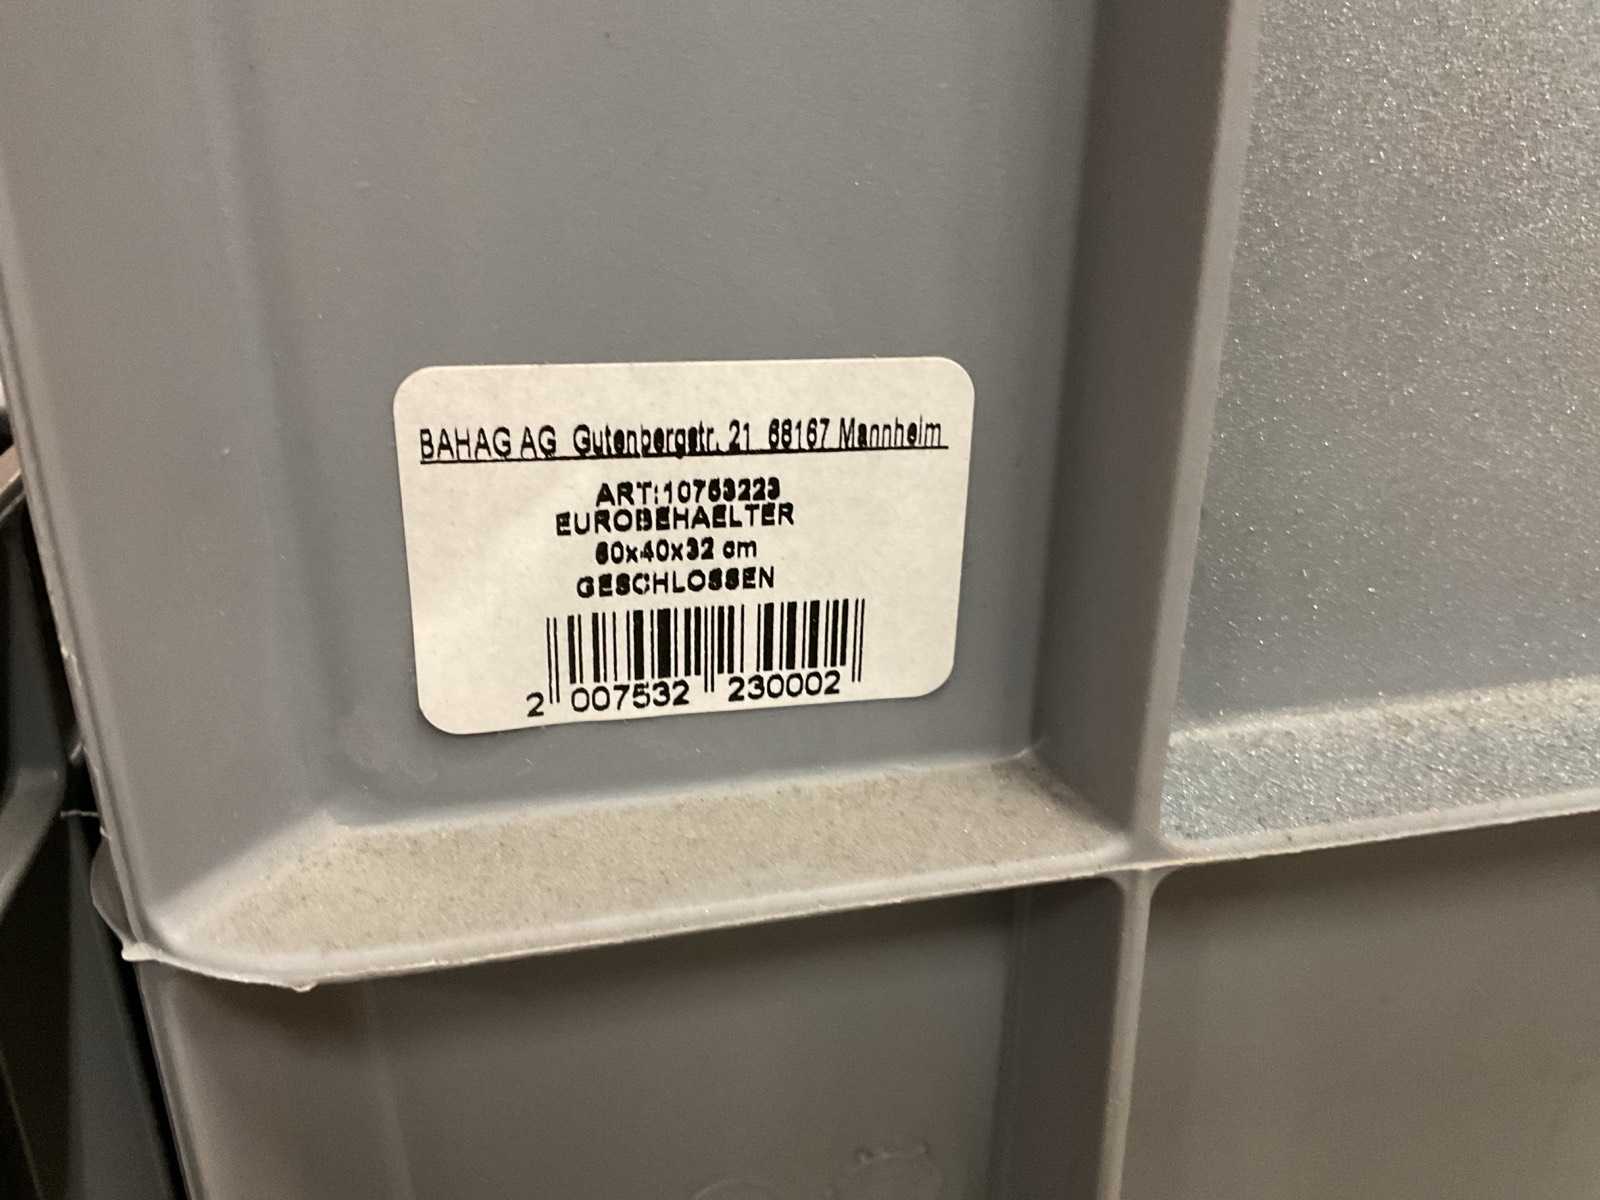 BAHAG AG Gutenbergstr. 21 68167 Mannheim
ART:10753223
EUROBEHAELTER
60x40x32 cm
GESCHLOSSEN
2 007532 230002